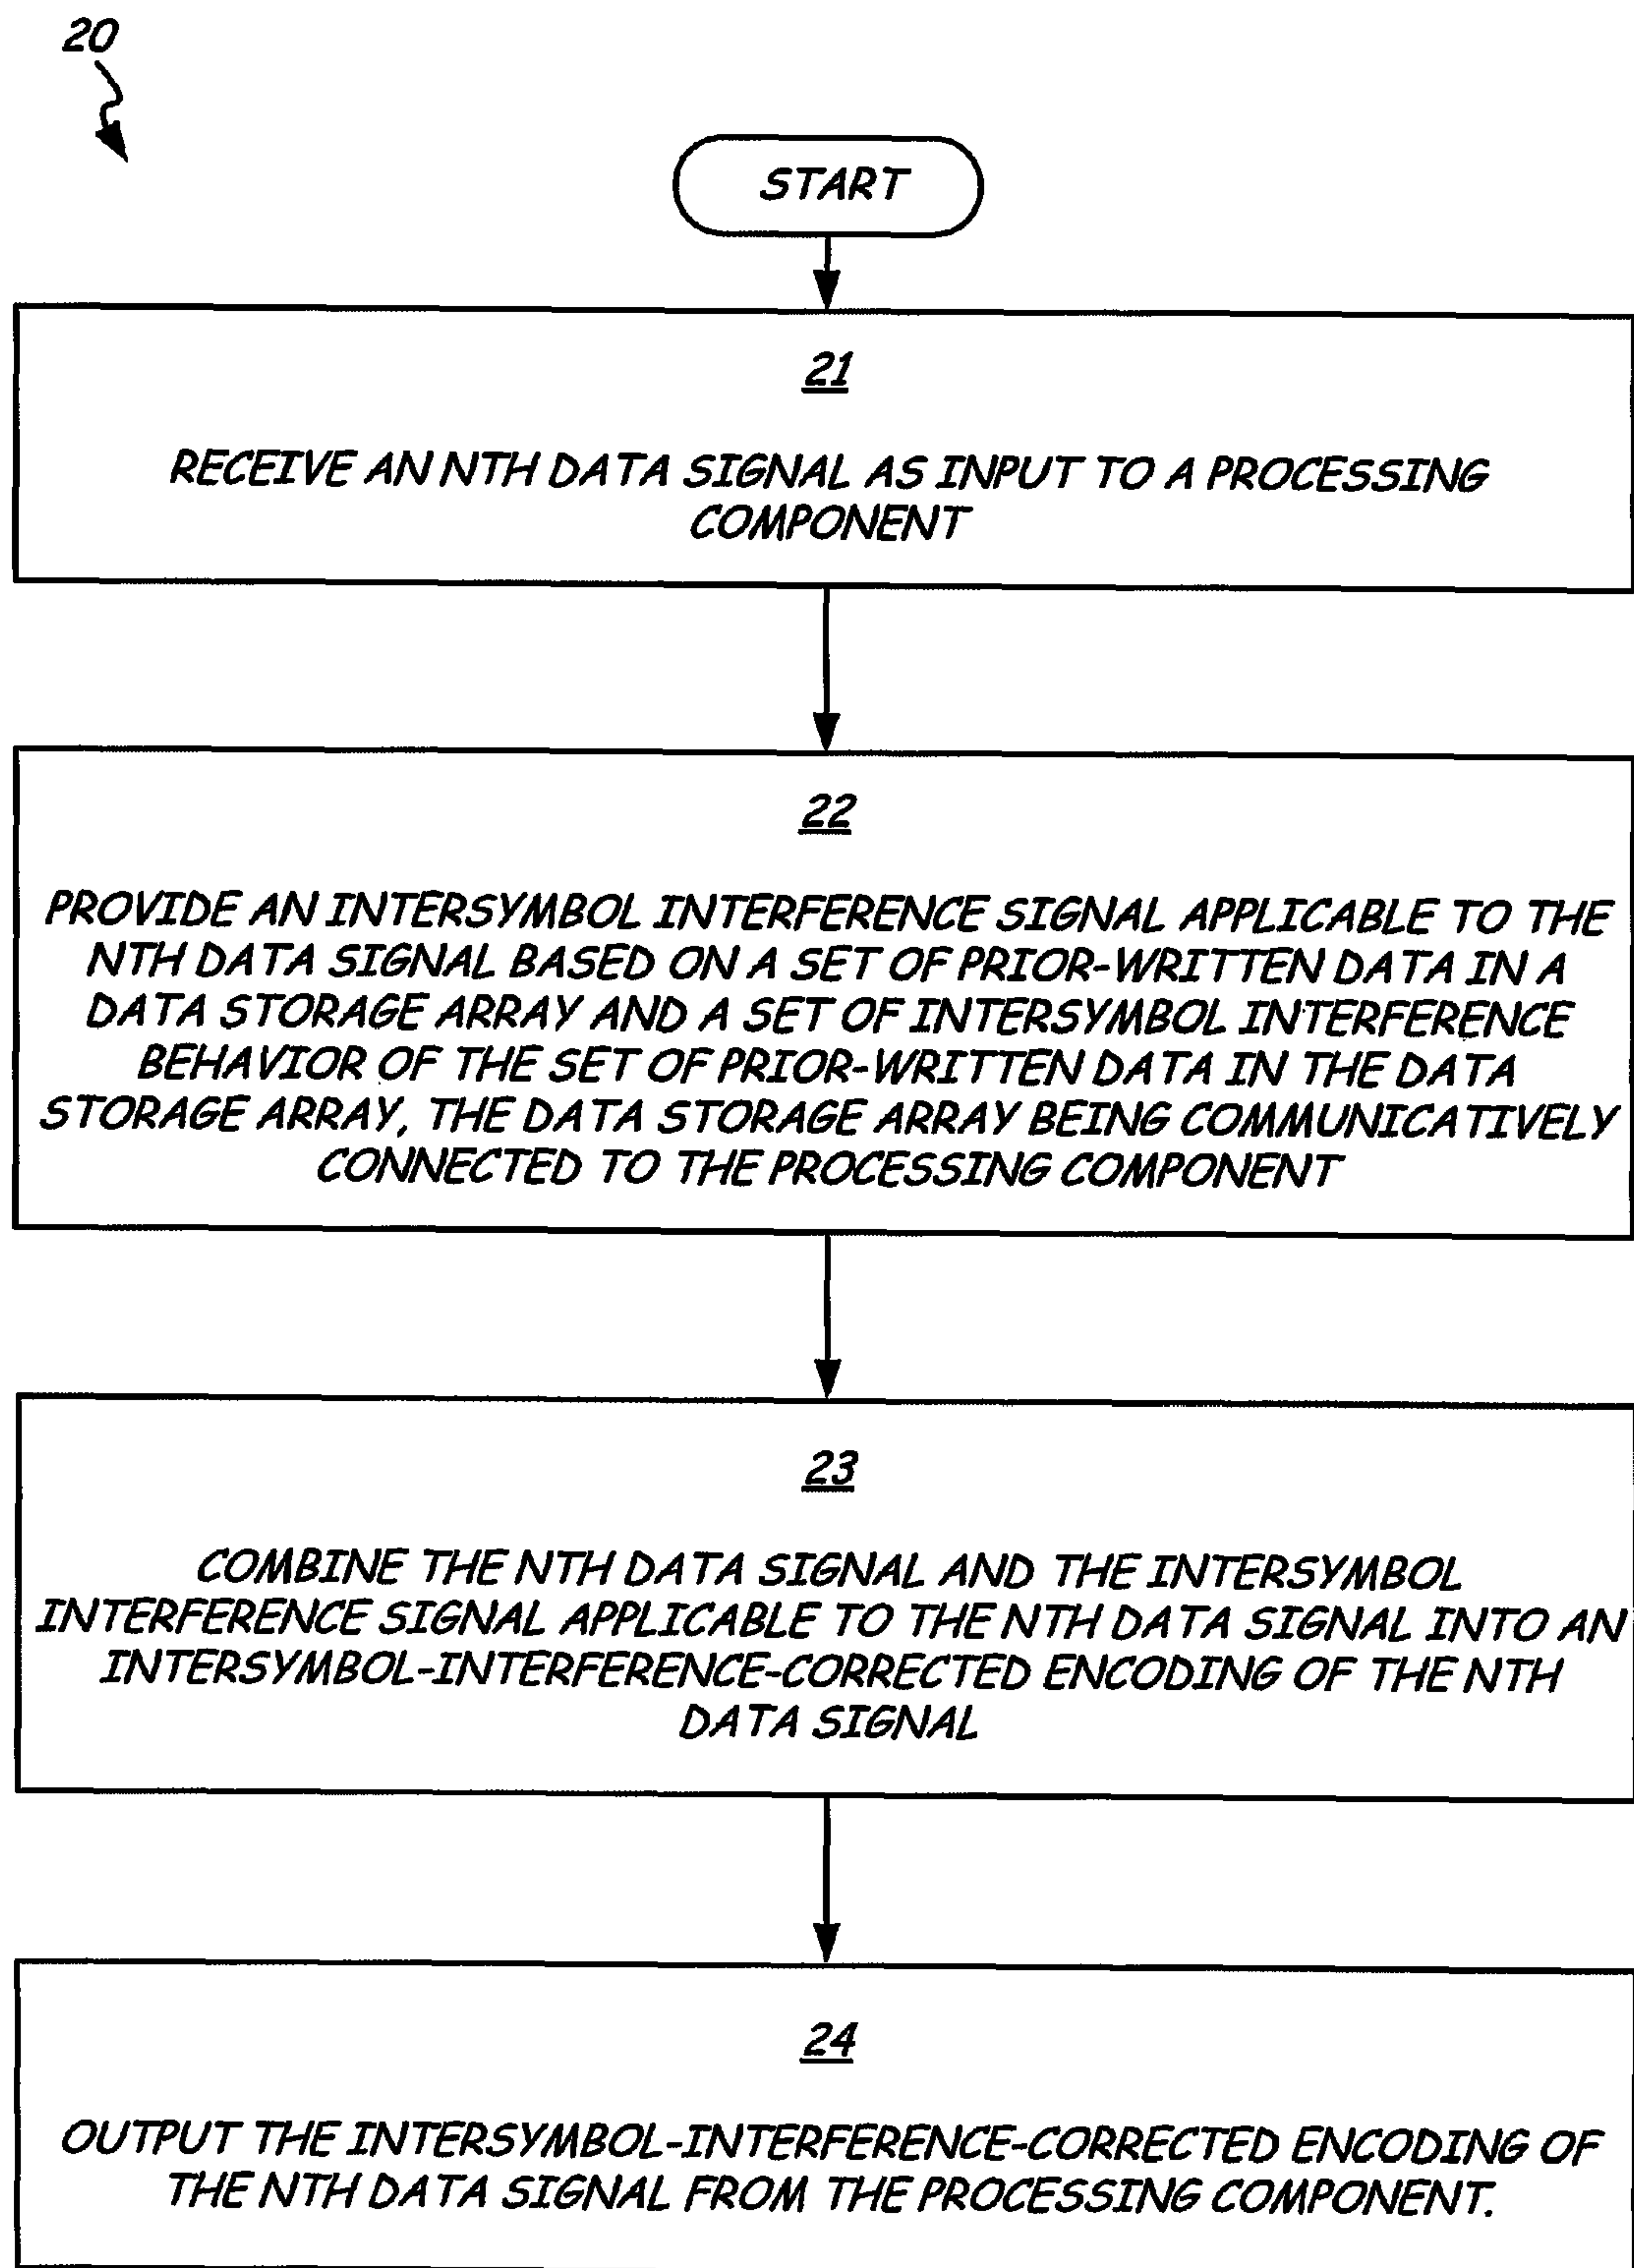 20
START
21
RECEIVE AN NTH DATA SIGNAL AS INPUT TO A PROCESSING
COMPONENT
22
PROVIDE AN INTERSYMBOL INTERFERENCE SIGNAL APPLICABLE TO THE
NTH DATA SIGNAL BASED ON A SET OF PRIOR-WRITTEN DATA IN A
DATA STORAGE ARRAY AND A SET OF INTERSYMBOL INTERFERENCE
BEHAVIOR OF THE SET OF PRIOR-WRITTEN DATA IN THE DATA
STORAGE ARRAY, THE DATA STORAGE ARRAY BEING COMMUNICATIVELY
CONNECTED TO THE PROCESSING COMPONENT
23
COMBINE THE NTH DATA SIGNAL AND THE INTERSYMBOL
INTERFERENCE SIGNAL APPLICABLE TO THE NTH DATA SIGNAL INTO AN
INTERSYMBOL-INTERFERENCE-CORRECTED ENCODING OF THE NTH
DATA SIGNAL
24
OUTPUT THE INTERSYMBOL-INTERFERENCE-CORRECTED ENCODING OF
THE NTH DATA SIGNAL FROM THE PROCESSING COMPONENT.